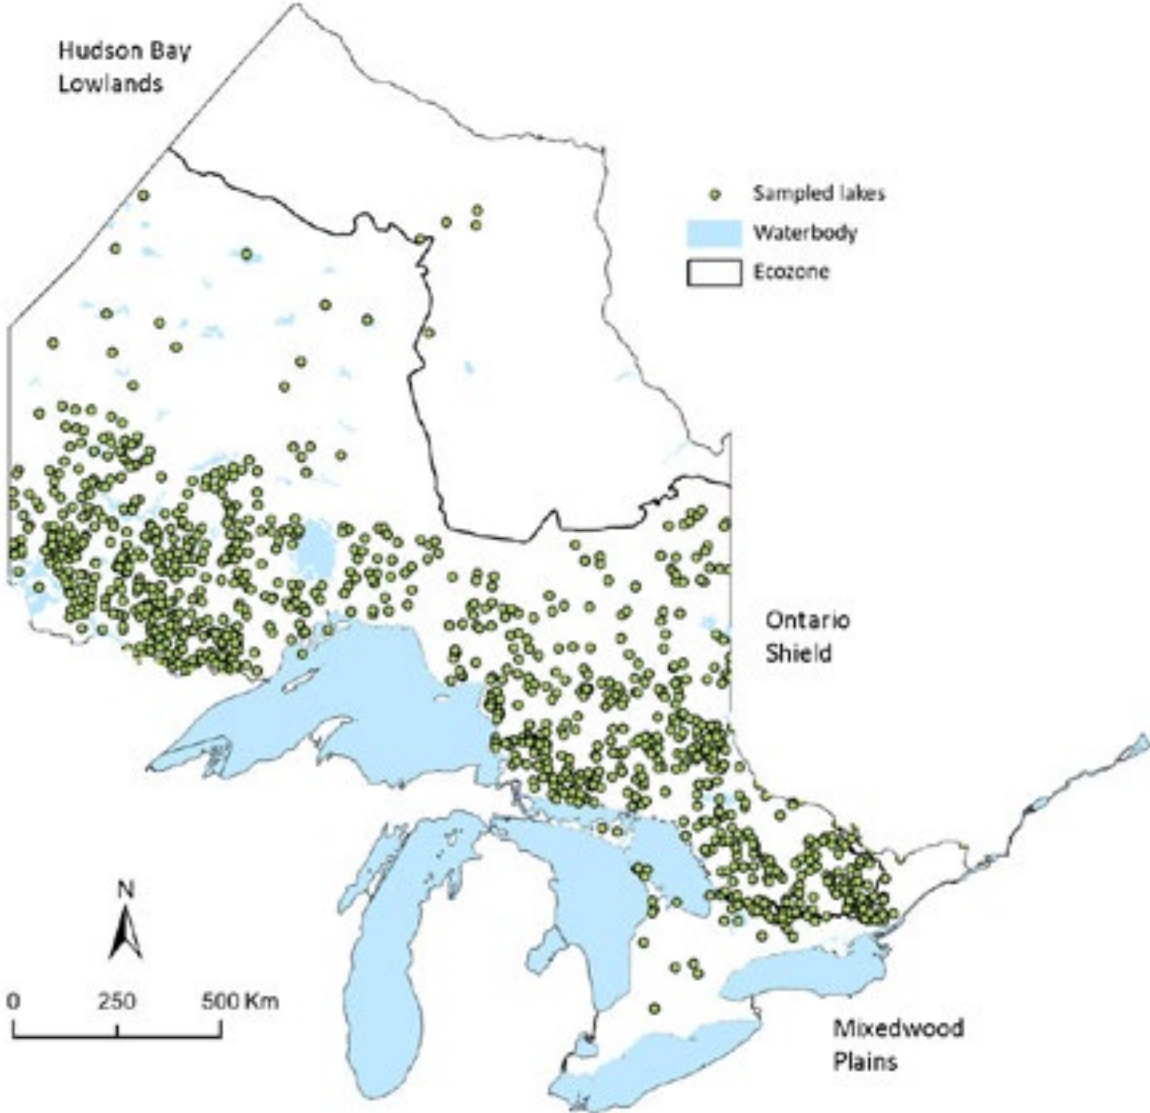 Hudson Bay
Lowlands
Sampled lakes
Waterbody
Ecozone
Ontario
Shield
N
0 250 500 Km
Mixedwood
Plains